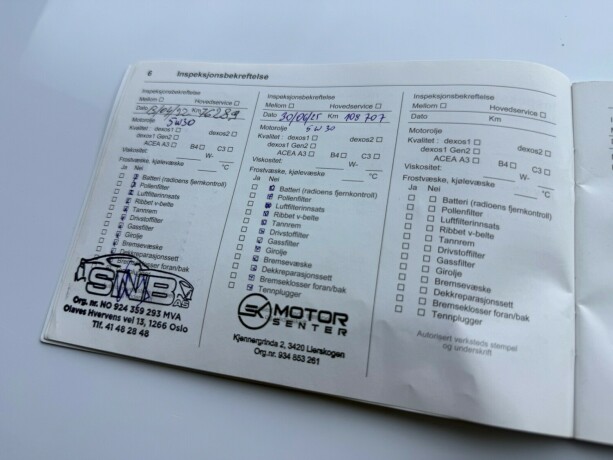 6 Inspeksjonsbekreftelse
Inspeksjonsbekreftelse
Mellom Hovedservice
Dato Km
Motorolje 5W30
Kvalitet: dexos1 dexos2
dexos1 Gen2
ACEA A3 B4 C3
Viskositet: W-
Frostvæske, kjølevæske °C
Ja Nei
Batteri (radioens fjernkontroll)
Pollenfilter
Luftfilterinnsats
Ribbet v-belte
Tannrem
Drivstoffilter
Gassfilter
Girolje
Bremsevæske
Dekkreparasjonssett
Bremseklosser foran/bak
SNB AS
Org. nr. NO 924 359 293 MVA
Olaves Hvervens vei 13, 1266 Oslo
Tlf. 41 48 28 48
Inspeksjonsbekreftelse
Mellom Hovedservice
Dato 30/04/25 Km 108 707
Motorolje 5W30
Kvalitet: dexos1 dexos2
dexos1 Gen2
ACEA A3 B4 C3
Viskositet: W-
Frostvæske, kjølevæske °C
Ja Nei
Batteri (radioens fjernkontroll)
Pollenfilter
Luftfilterinnsats
Ribbet v-belte
Tannrem
Drivstoffilter
Gassfilter
Girolje
Bremsevæske
Dekkreparasjonssett
Bremseklosser foran/bak
Tennplugger
SK MOTOR
SENTER
Kjennergrinda 2, 3420 Lierskogen
Org.nr. 934 853 261
Inspeksjonsbekreftelse
Mellom Hovedservice
Dato Km
Motorolje
Kvalitet: dexos1 dexos2
dexos1 Gen2
ACEA A3 B4 C3
Viskositet: W-
Frostvæske, kjølevæske °C
Ja Nei
Batteri (radioens fjernkontroll)
Pollenfilter
Luftfilterinnsats
Ribbet v-belte
Tannrem
Drivstoffilter
Gassfilter
Girolje
Bremsevæske
Dekkreparasjonssett
Bremseklosser foran/bak
Tennplugger
Autorisert verksteds stempel
og underskrift